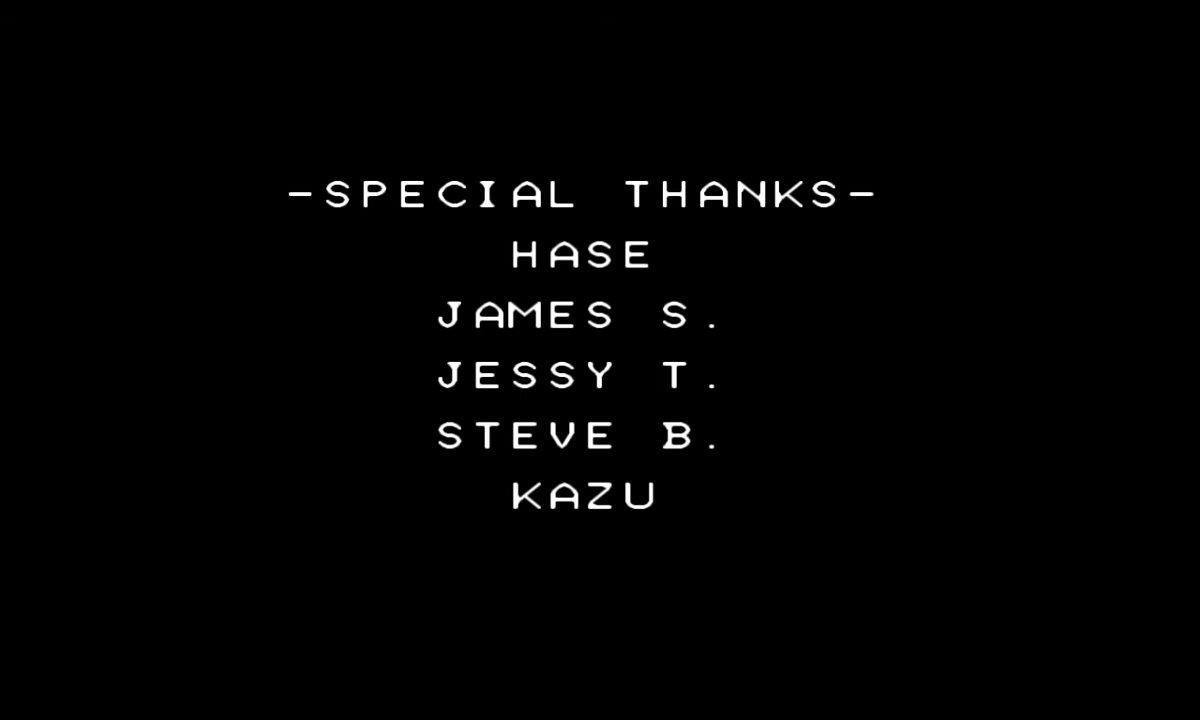 -SPECIAL THANKS-
HASE
JAMES S.
JESSY T.
STEVE B.
KAZU